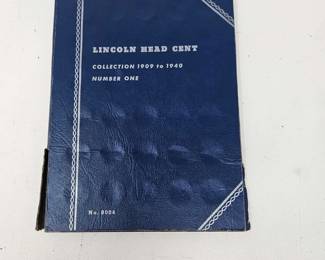 LINCOLN HEAD CENT
COLLECTION 1909 to 1940
NUMBER ONE
No. 9004